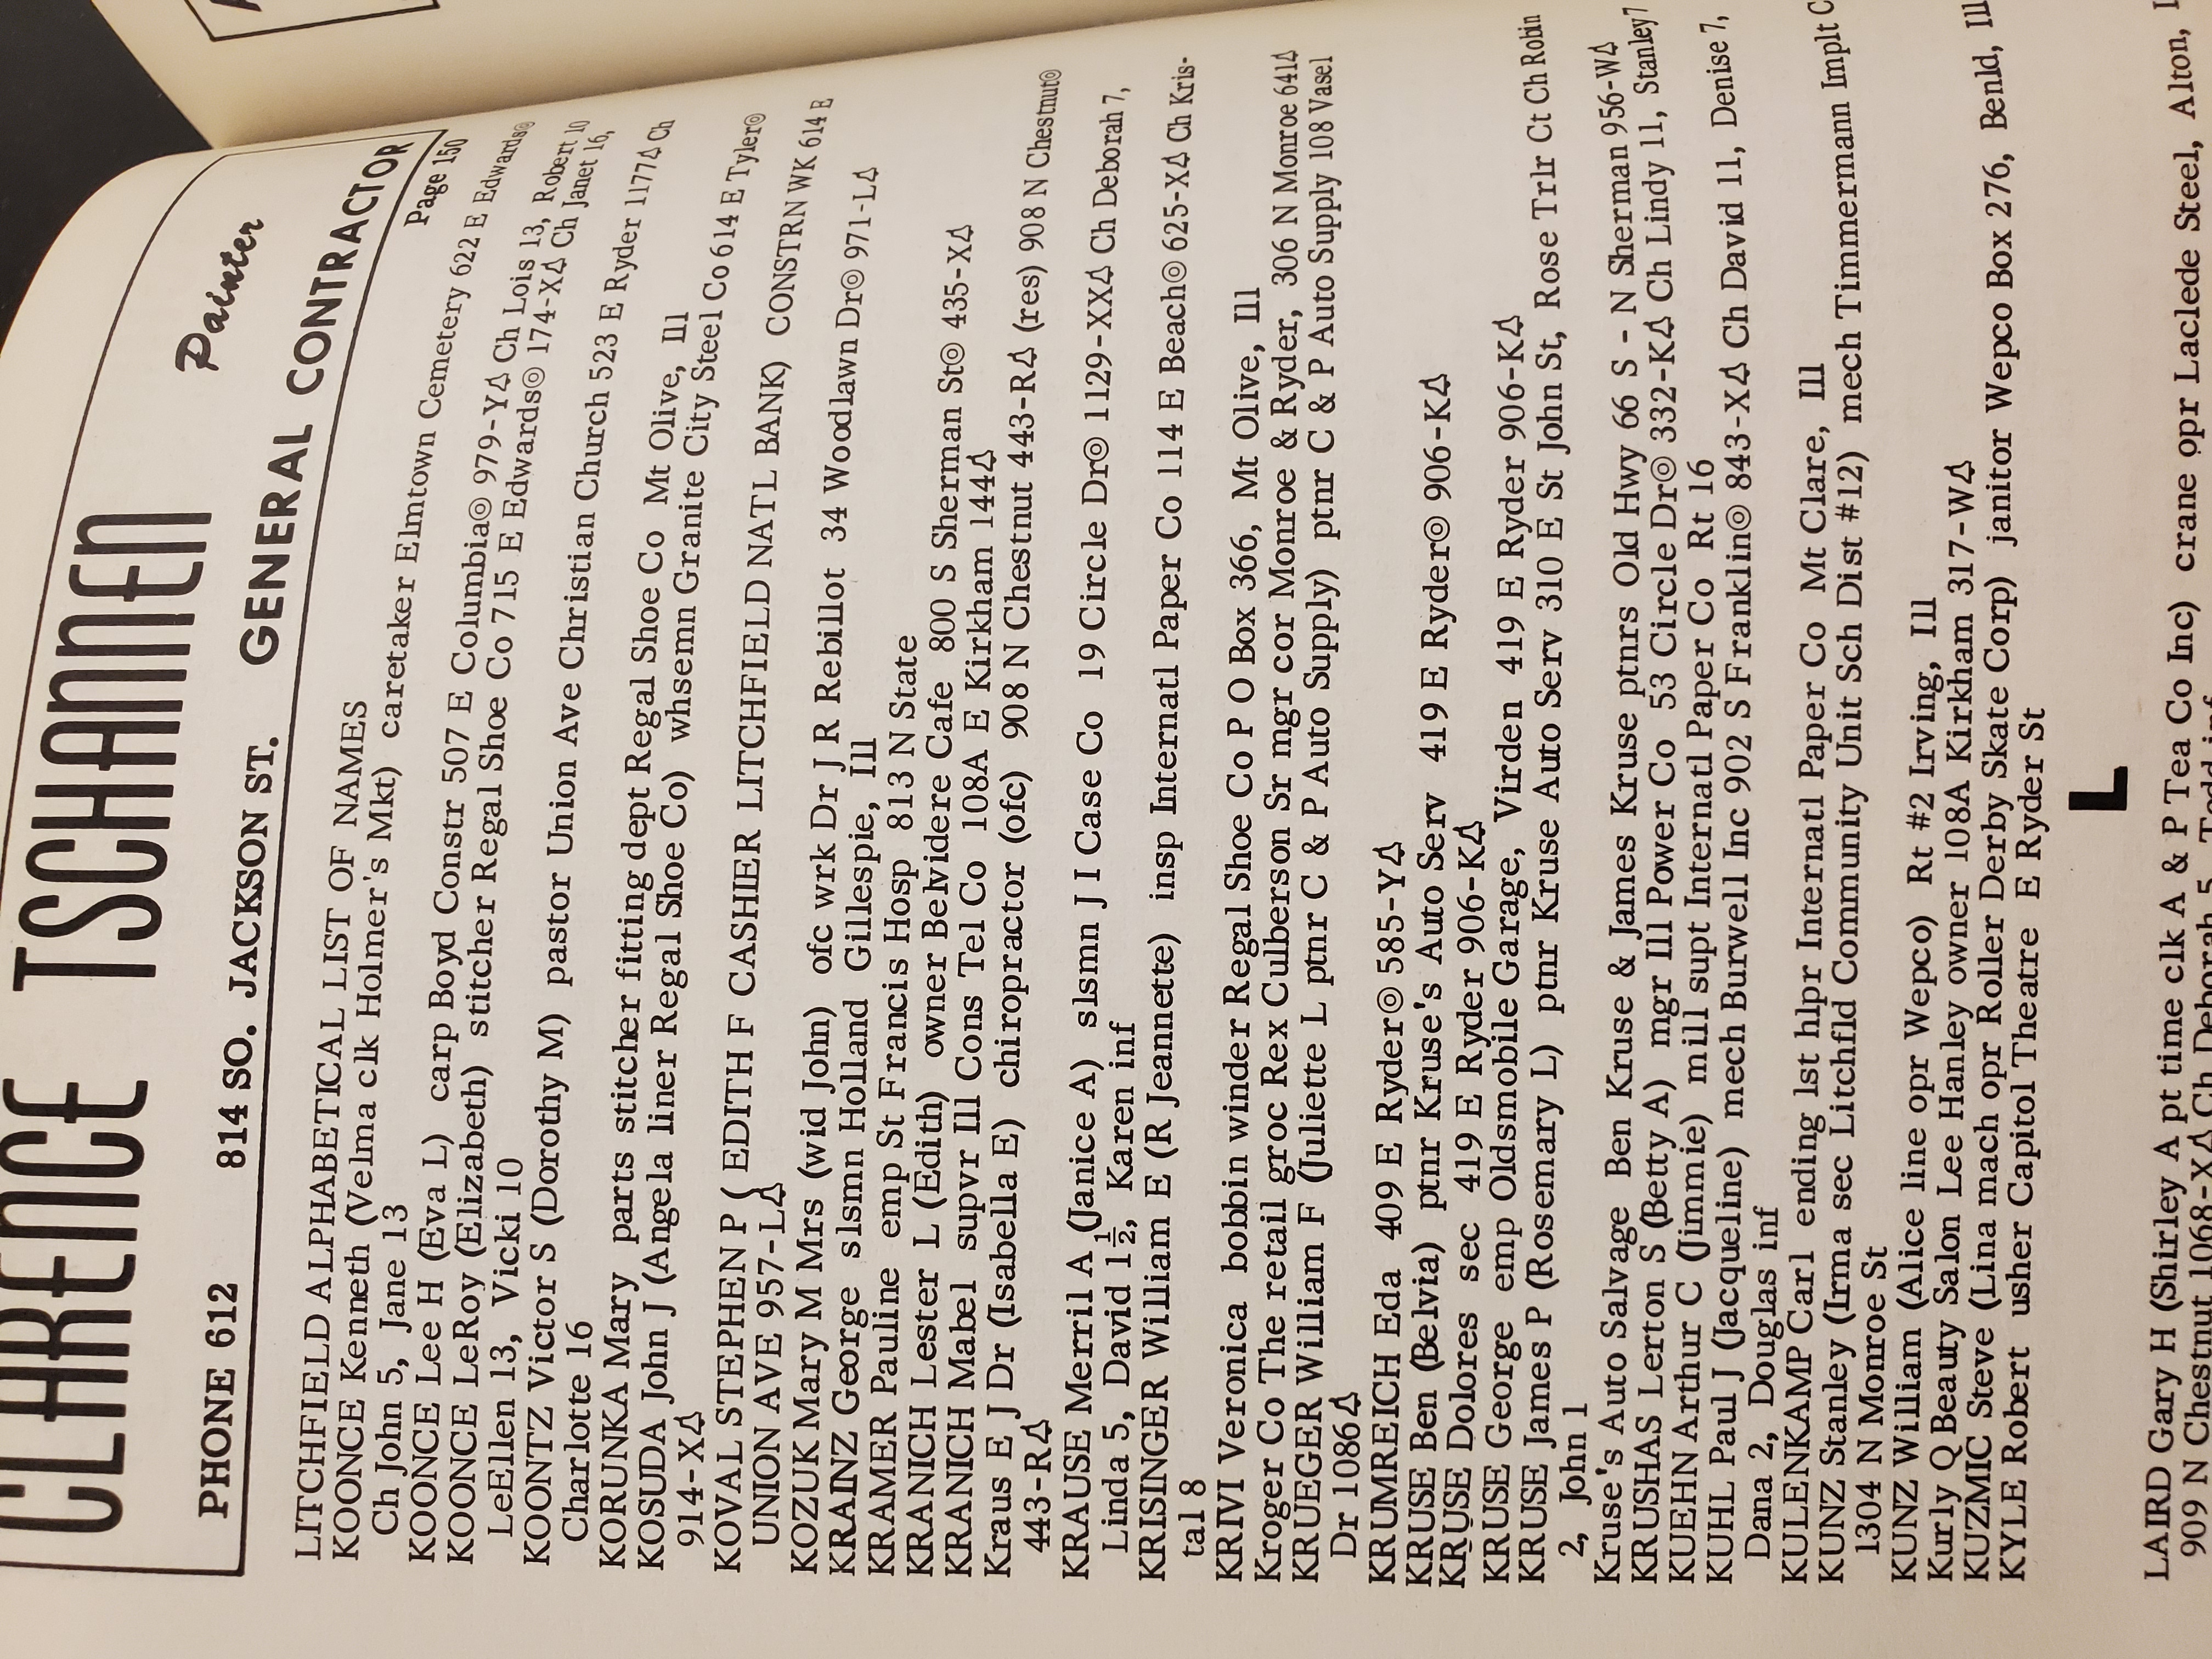 CLARENCE TSCHANNEN
Painter
PHONE 612 814 SO. JACKSON ST. GENERAL CONTRACTOR
Page 150
LITCHFIELD ALPHABETICAL LIST OF NAMES
KOONCE Kenneth (Velma clk Holmer's Mkt) caretaker Elmtown Cemetery 622 E Edwards◎
Ch John 5, Jane 13
KOONCE Lee H (Eva L) carp Boyd Constr 507 E Columbia◎ 979-Y∆ Ch Lois 13, Robert 10
KOONCE LeRoy (Elizabeth) stitcher Regal Shoe Co 715 E Edwards◎ 174-X∆ Ch Janet 16,
LeEllen 13, Vicki 10
KOONTZ Victor S (Dorothy M) pastor Union Ave Christian Church 523 E Ryder 1177∆ Ch
Charlotte 16
KORUNKA Mary parts stitcher fitting dept Regal Shoe Co Mt Olive, Ill
KOSUDA John J (Angela liner Regal Shoe Co) whsemn Granite City Steel Co 614 E Tyler◎
914-X∆
KOVAL STEPHEN P ( EDITH F CASHIER LITCHFIELD NATL BANK) CONSTRN WK 614 E
UNION AVE 957-L∆
KOZUK Mary M Mrs (wid John) ofc wrk Dr J R Rebillot 34 Woodlawn Dr◎ 971-L∆
KRAINZ George slsmn Holland Gillespie, Ill
KRAMER Pauline emp St Francis Hosp 813 N State
KRANICH Lester L (Edith) owner Belvidere Cafe 800 S Sherman St◎ 435-X∆
KRANICH Mabel supvr Ill Cons Tel Co 108A E Kirkham 144∆
Kraus E J Dr (Isabella E) chiropractor (ofc) 908 N Chestnut 443-R∆ (res) 908 N Chestnut◎
443-R∆
KRAUSE Merril A (Janice A) slsmn J I Case Co 19 Circle Dr◎ 1129-XX∆ Ch Deborah 7,
Linda 5, David 1½, Karen inf
KRISINGER William E (R Jeannette) insp Internatl Paper Co 114 E Beach◎ 625-X∆ Ch Kris-
tal 8
KRIVI Veronica bobbin winder Regal Shoe Co P O Box 366, Mt Olive, Ill
Kroger Co The retail groc Rex Culberson Sr mgr cor Monroe & Ryder, 306 N Monroe 641∆
KRUEGER William F (Juliette L ptnr C & P Auto Supply) ptnr C & P Auto Supply 108 Vasel
Dr 1086∆
KRUMREICH Eda 409 E Ryder◎ 585-Y∆
KRUSE Ben (Belvia) ptnr Kruse's Auto Serv 419 E Ryder◎ 906-K∆
KRUSE Dolores sec 419 E Ryder 906-K∆
KRUSE George emp Oldsmobile Garage, Virden 419 E Ryder 906-K∆
KRUSE James P (Rosemary L) ptnr Kruse Auto Serv 310 E St John St, Rose Trlr Ct Ch Robin
2, John 1
Kruse's Auto Salvage Ben Kruse & James Kruse ptnrs Old Hwy 66 S - N Sherman 956-W∆
KRUSHAS Lerton S (Betty A) mgr Ill Power Co 53 Circle Dr◎ 332-K∆ Ch Lindy 11, Stanley 7
KUEHN Arthur C (Jimmie) mill supt Internatl Paper Co Rt 16
KUHL Paul J (Jacqueline) mech Burwell Inc 902 S Franklin◎ 843-X∆ Ch David 11, Denise 7,
Dana 2, Douglas inf
KULENKAMP Carl ending 1st hlpr Internatl Paper Co Mt Clare, Ill
KUNZ Stanley (Irma sec Litchfld Community Unit Sch Dist #12) mech Timmermann Implt C
1304 N Monroe St
KUNZ William (Alice line opr Wepco) Rt #2 Irving, Ill
Kurly Q Beauty Salon Lee Hanley owner 108A Kirkham 317-W∆
KUZMIC Steve (Lina mach opr Roller Derby Skate Corp) janitor Wepco Box 276, Benld, Ill
KYLE Robert usher Capitol Theatre E Ryder St
L
LAIRD Gary H (Shirley A pt time clk A & P Tea Co Inc) crane opr Laclede Steel, Alton, I
909 N Chestnut 1068-X∆ Ch Deborah 5, Todd inf